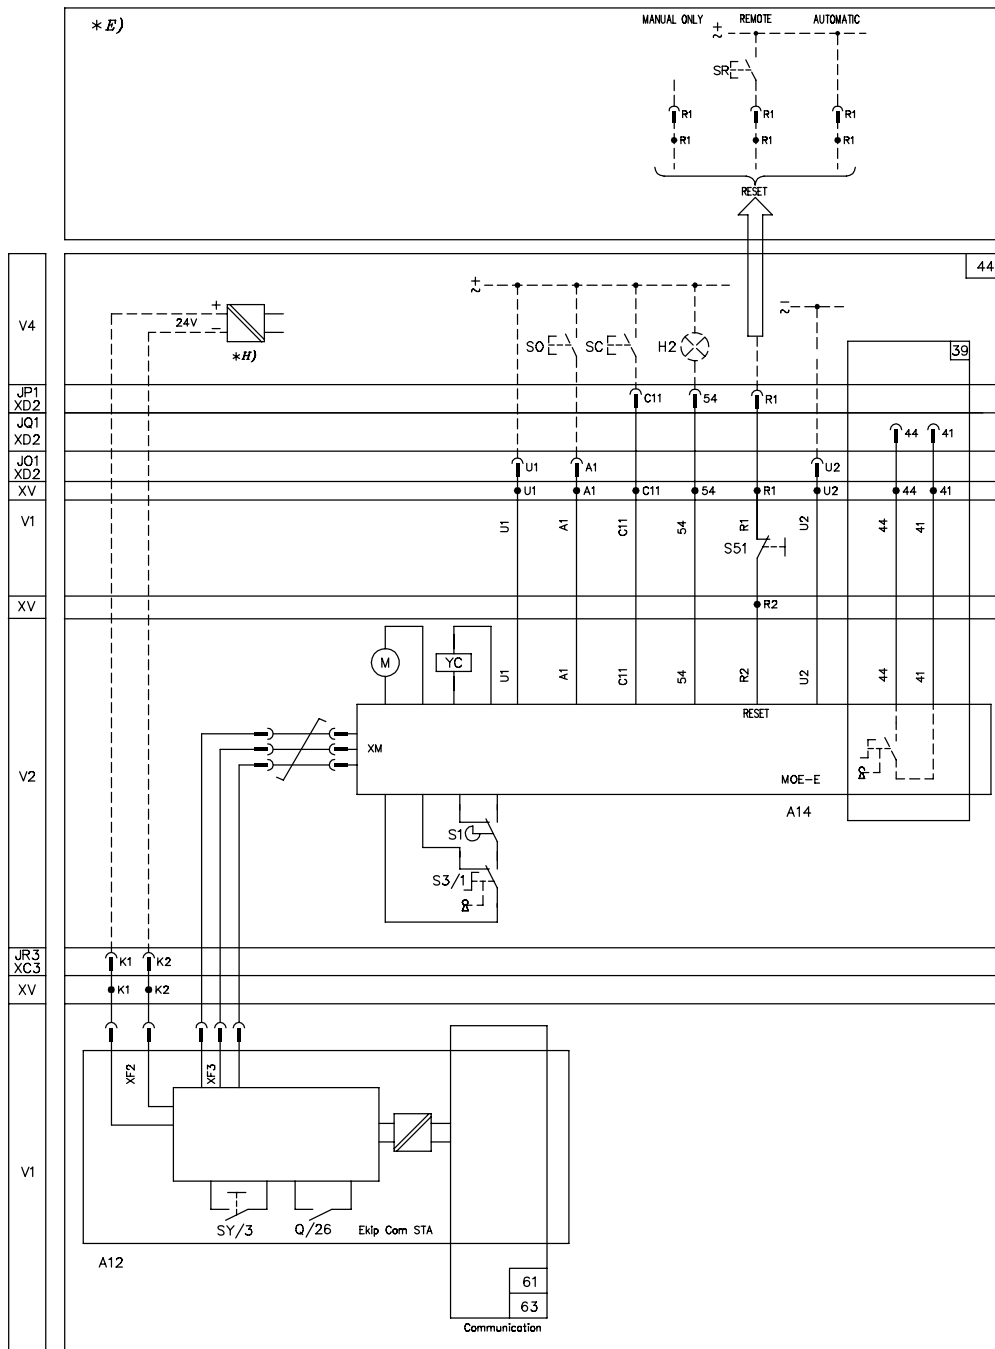 *E)
MANUAL ONLY REMOTE AUTOMATIC
+
~
SR
R1 R1 R1
R1 R1 R1
RESET
44
V4
+
24V
−
*H)
+
~
SO SC H2
−
~
39
JP1
XD2
C11 54 R1
JQ1
XD2
44 41
JO1
XD2
U1 A1 U2
XV
U1 A1 C11 54 R1 U2 44 41
V1
U1 A1 C11 54 R1 U2 44 41
S51
XV
R2
M YC
U1 A1 C11 54 R2 U2 44 41
RESET
XM
V2
MOE-E
A14
S1
S3/1
JR3
XC3
K1 K2
XV
K1 K2
XF2 XF3
V1
SY/3 Q/26 Ekip Com STA
A12
61
63
Communication